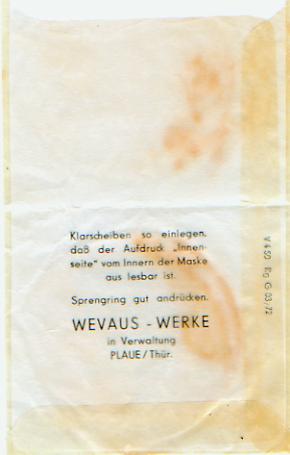 Klarscheiben so einlegen,
daß der Aufdruck „Innen-
seite" vom Innern der Maske
aus lesbar ist.
Sprengring gut andrücken.
WEVAUS - WERKE
in Verwaltung
PLAUE/Thür.
V 4 50 Eg G 03/72